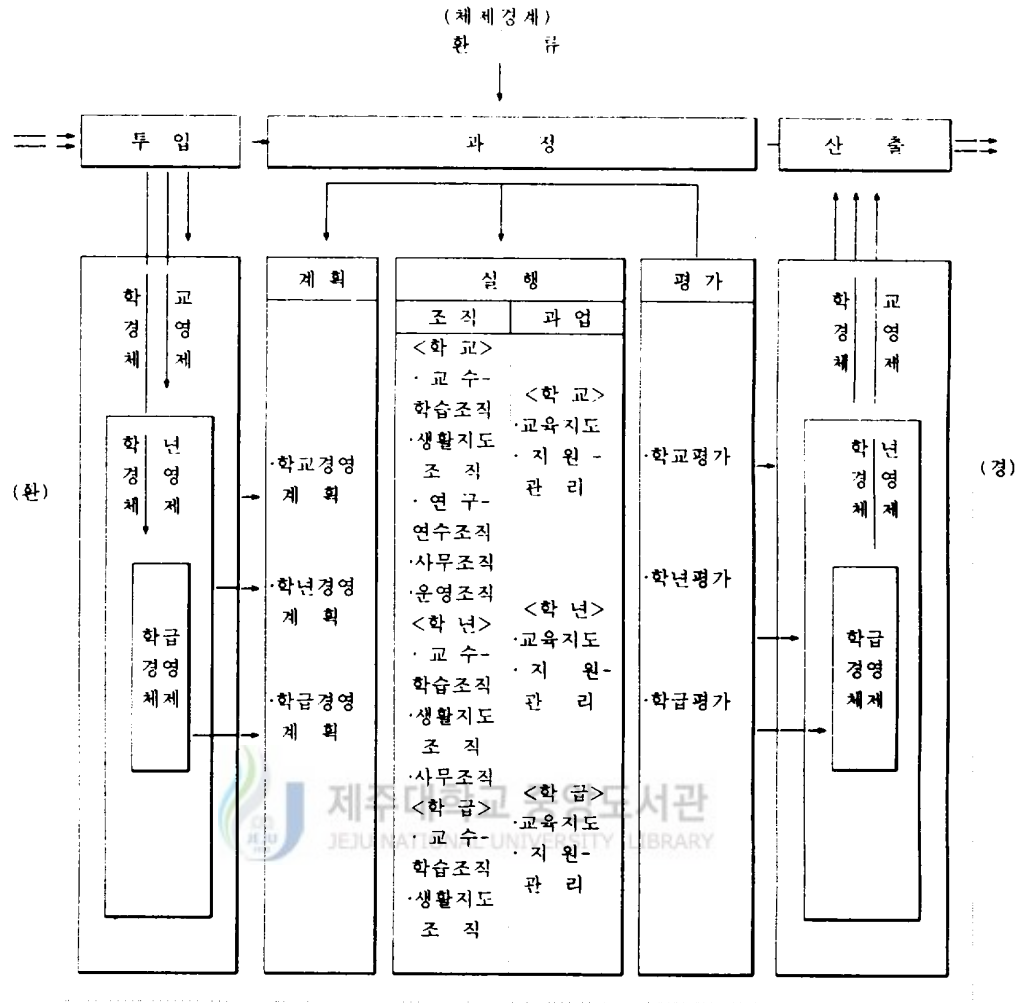 (체제경계)
환 류
투 입
과 정
산 출
학 교
경 영
체 제
학 년
경 영
체 제
학급
경영
체제
(환)
계 획
·학교경영
계 획
·학년경영
계 획
·학급경영
계 획
실 행
조 직
<학 교>
· 교 수-
학습조직
·생활지도
조 직
· 연 구-
연수조직
·사무조직
·운영조직
<학 년>
· 교 수-
학습조직
·생활지도
조 직
·사무조직
<학 급>
· 교 수-
학습조직
·생활지도
조 직
과 업
<학 교>
·교육지도
· 지 원 -
관 리
<학 년>
·교육지도
· 지 원-
관 리
<학 급>
·교육지도
· 지 원-
관 리
평 가
·학교평가
·학년평가
·학급평가
학 교
경 영
체 제
학 년
경 영
체 제
학급
경영
체제
(경)
제주대학교 중앙도서관
JEJU NATIONAL UNIVERSITY LIBRARY